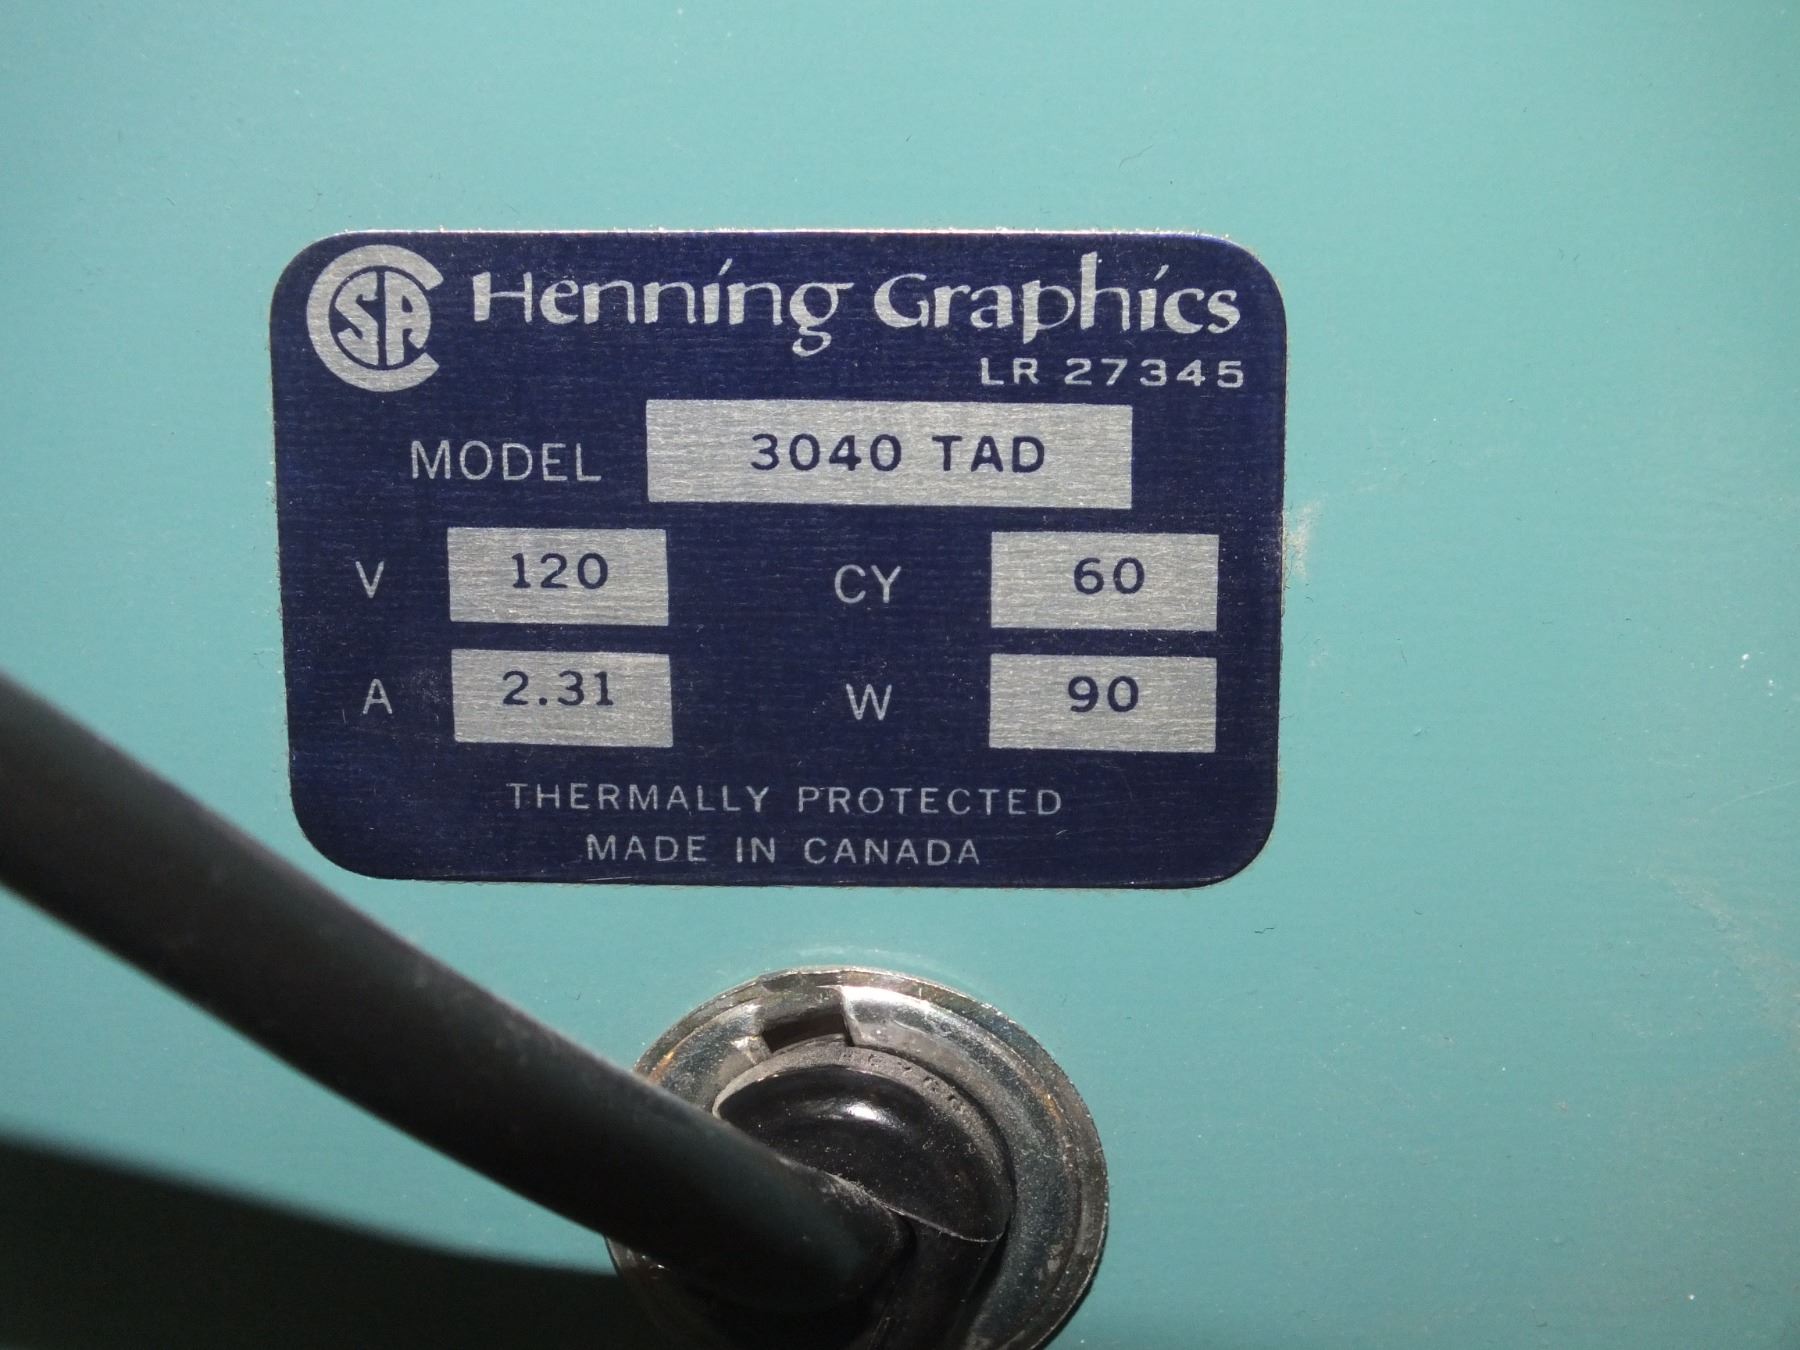 CSA Henning Graphics
LR 27345
MODEL 3040 TAD
V 120 CY 60
A 2.31 W 90
THERMALLY PROTECTED
MADE IN CANADA